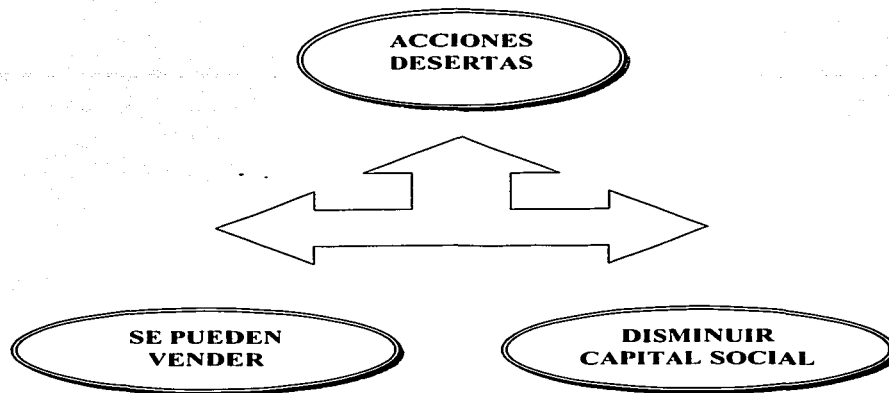 ACCIONES
DESERTAS
SE PUEDEN
VENDER
DISMINUIR
CAPITAL SOCIAL